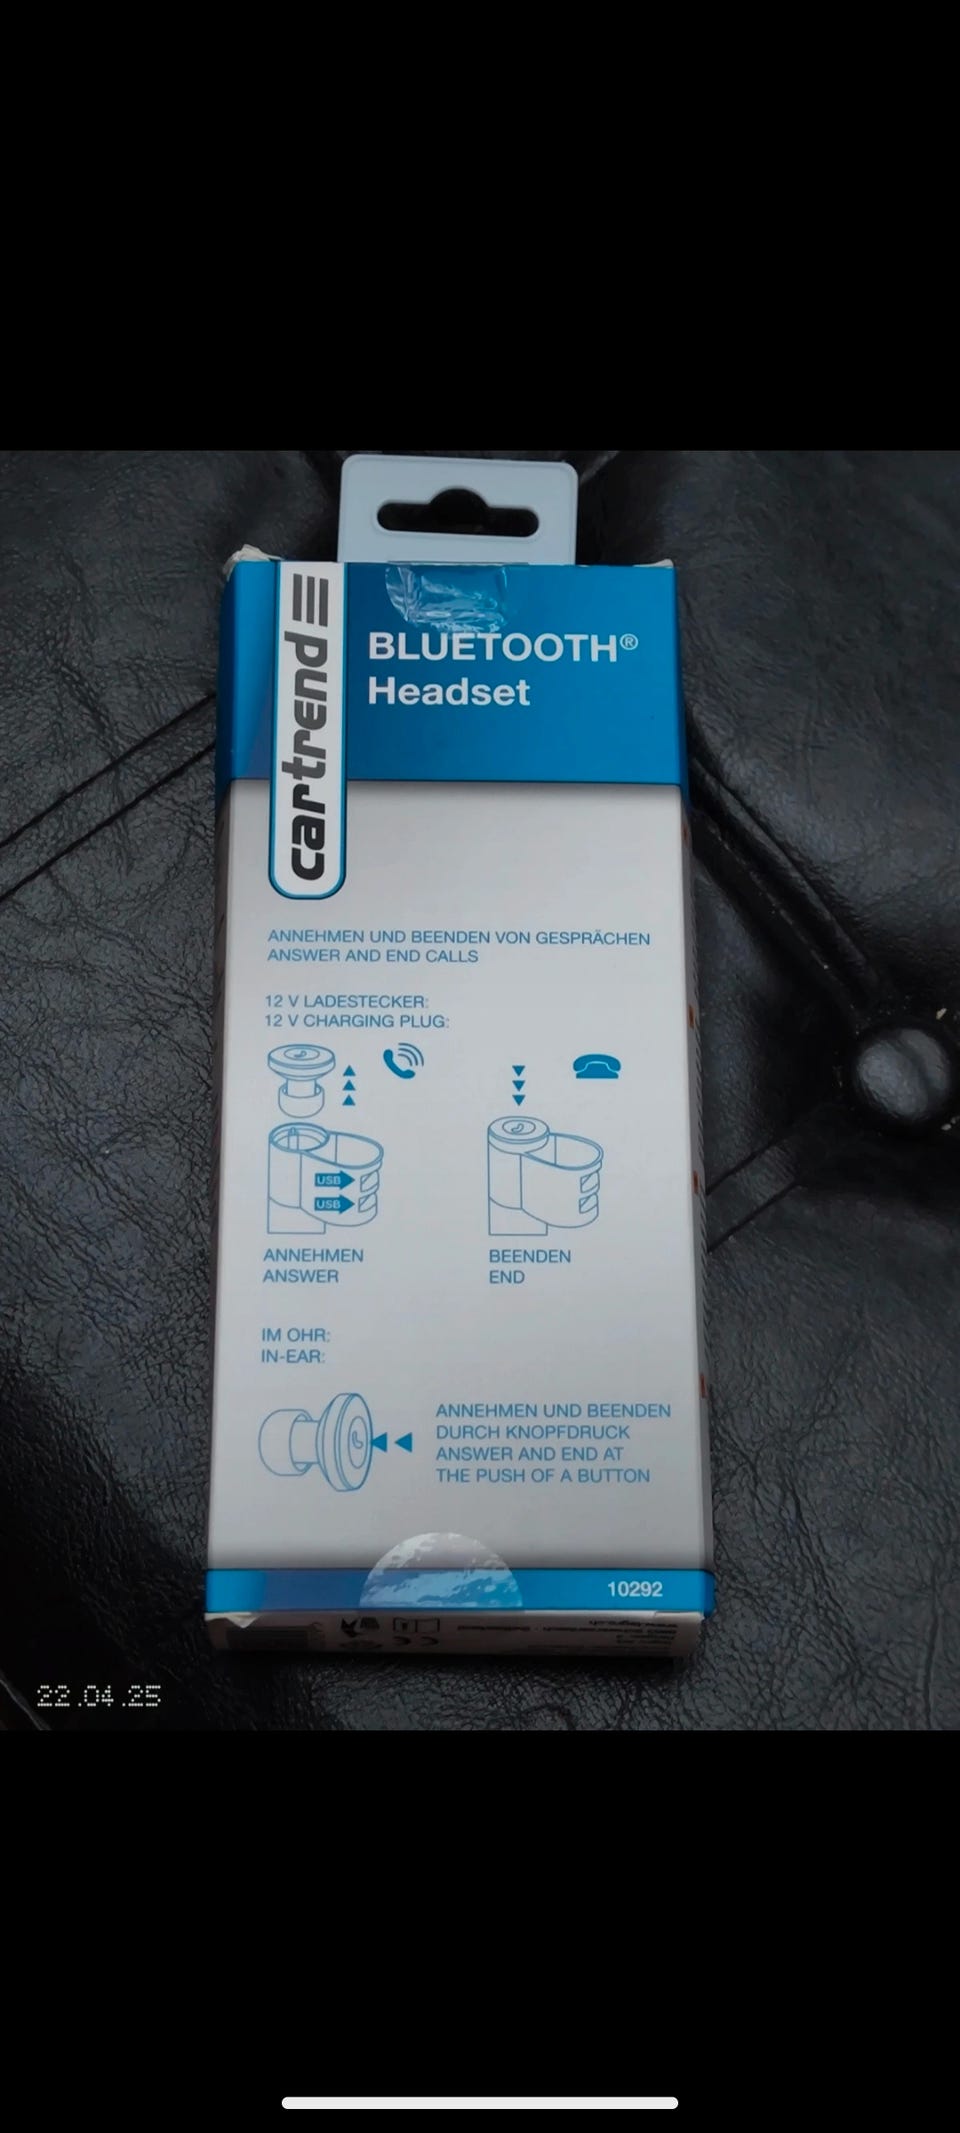 cartrend
BLUETOOTH®
Headset
ANNEHMEN UND BEENDEN VON GESPRÄCHEN
ANSWER AND END CALLS
12 V LADESTECKER:
12 V CHARGING PLUG:
USB
USB
ANNEHMEN
ANSWER
BEENDEN
END
IM OHR:
IN-EAR:
ANNEHMEN UND BEENDEN
DURCH KNOPFDRUCK
ANSWER AND END AT
THE PUSH OF A BUTTON
10292
CE
22.04.25